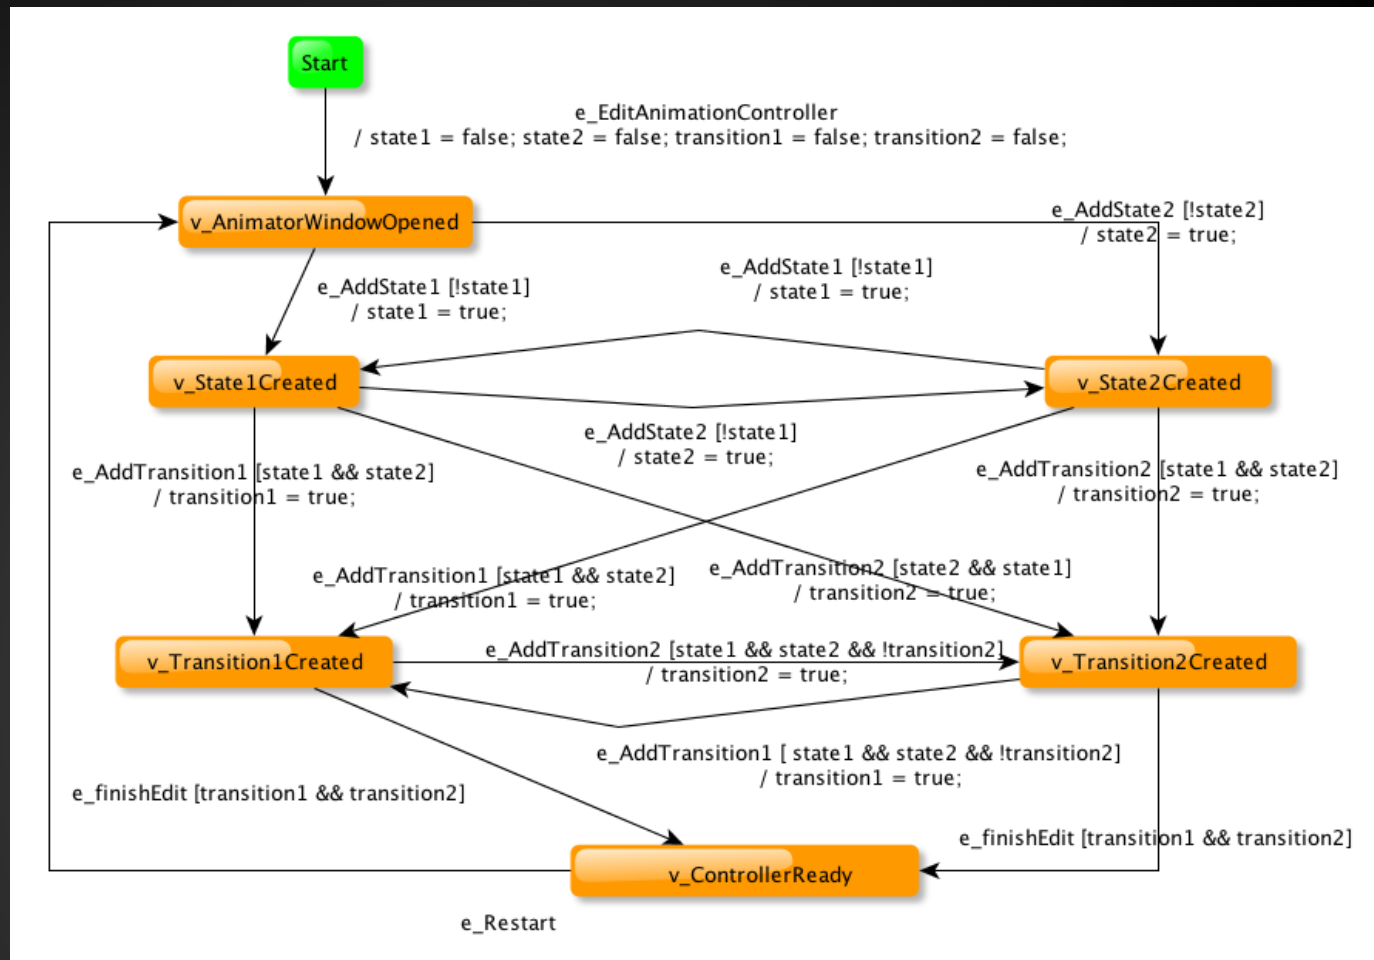 Start
e_EditAnimationController
/ state1 = false; state2 = false; transition1 = false; transition2 = false;
v_AnimatorWindowOpened
e_AddState2 [!state2]
/ state2 = true;
e_AddState1 [!state1]
/ state1 = true;
e_AddState1 [!state1]
/ state1 = true;
v_State1Created
v_State2Created
e_AddState2 [!state1]
/ state2 = true;
e_AddTransition1 [state1 && state2]
/ transition1 = true;
e_AddTransition2 [state1 && state2]
/ transition2 = true;
e_AddTransition1 [state1 && state2]
/ transition1 = true;
e_AddTransition2 [state2 && state1]
/ transition2 = true;
v_Transition1Created
e_AddTransition2 [state1 && state2 && !transition2]
/ transition2 = true;
v_Transition2Created
e_AddTransition1 [ state1 && state2 && !transition2]
/ transition1 = true;
e_finishEdit [transition1 && transition2]
e_finishEdit [transition1 && transition2]
v_ControllerReady
e_Restart